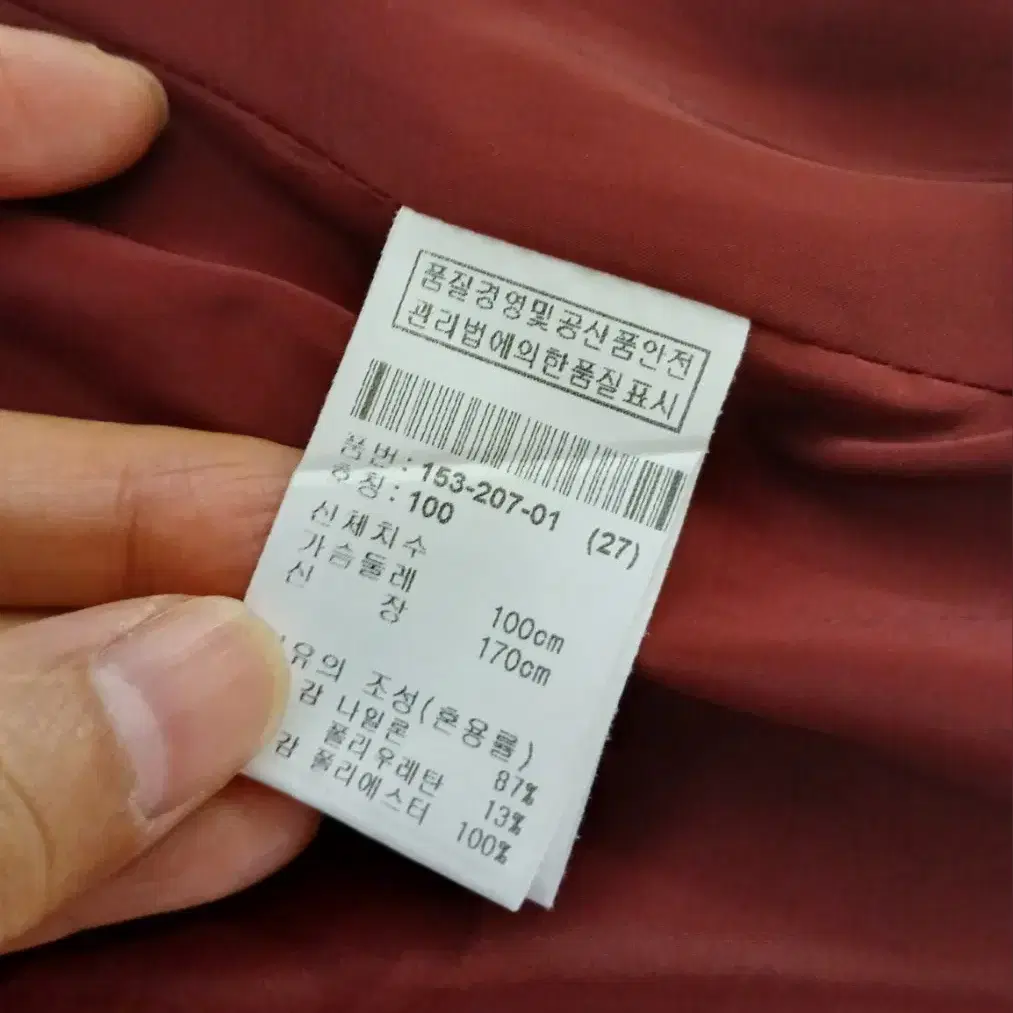 품질경영및공산품안전
관리법에의한품질표시
품번 : 153-207-01 (27)
호칭 : 100
신체치수
가슴둘레 100cm
신 장 170cm
유의 조성(혼용률)
감 나일론 87%
폴리우레탄 13%
감 폴리에스터 100%